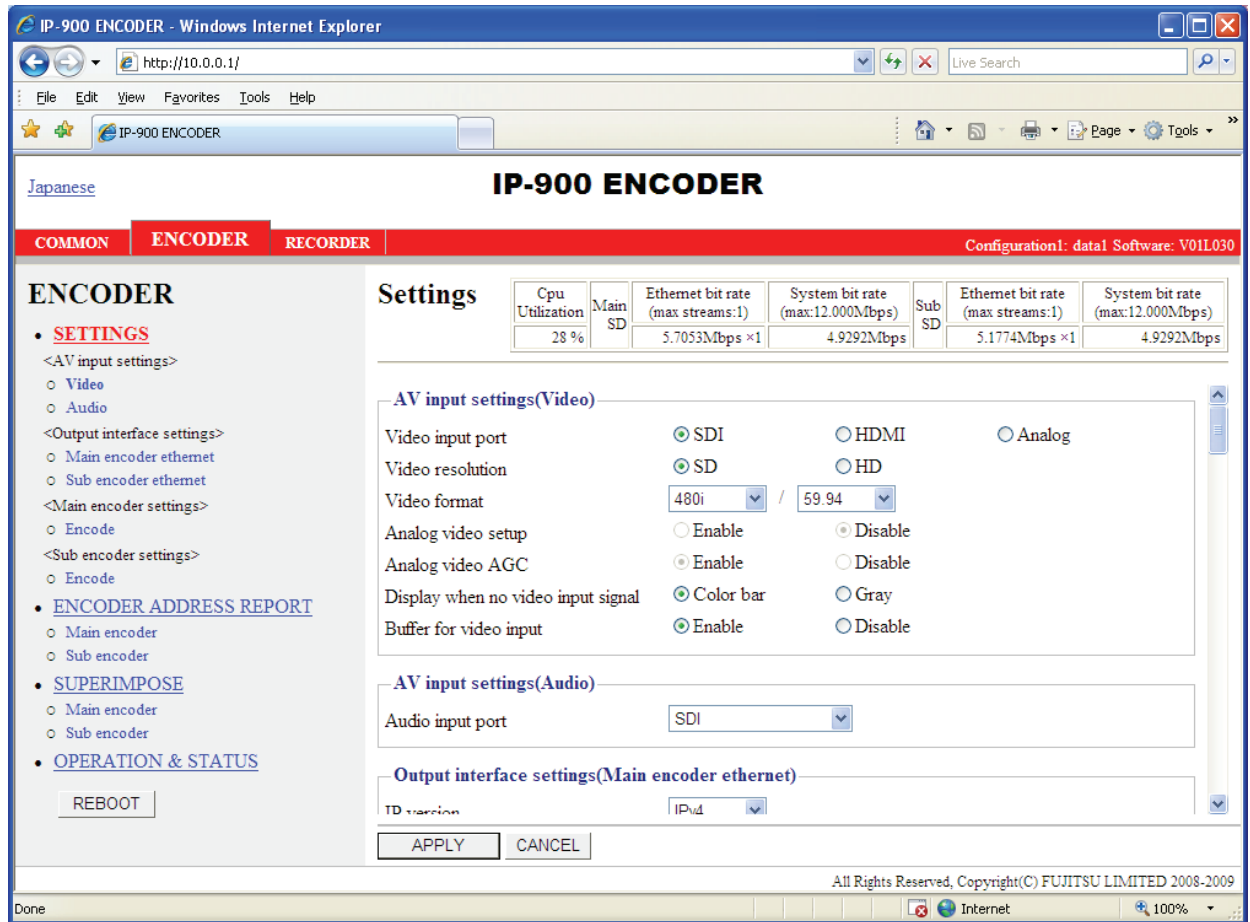 IP-900 ENCODER - Windows Internet Explorer
http://10.0.0.1/
Live Search
File Edit View Favorites Tools Help
IP-900 ENCODER
Page Tools »
Japanese
IP-900 ENCODER
COMMON ENCODER RECORDER
Configuration1: data1 Software: V01L030
ENCODER
SETTINGS
<AV input settings>
Video
Audio
<Output interface settings>
Main encoder ethernet
Sub encoder ethernet
<Main encoder settings>
Encode
<Sub encoder settings>
Encode
ENCODER ADDRESS REPORT
Main encoder
Sub encoder
SUPERIMPOSE
Main encoder
Sub encoder
OPERATION & STATUS
REBOOT
Settings
Cpu Utilization
28 %
Main SD
Ethernet bit rate (max streams:1)
5.7053Mbps ×1
System bit rate (max:12.000Mbps)
4.9292Mbps
Sub SD
Ethernet bit rate (max streams:1)
5.1774Mbps ×1
System bit rate (max:12.000Mbps)
4.9292Mbps
AV input settings(Video)
Video input port SDI HDMI Analog
Video resolution SD HD
Video format 480i / 59.94
Analog video setup Enable Disable
Analog video AGC Enable Disable
Display when no video input signal Color bar Gray
Buffer for video input Enable Disable
AV input settings(Audio)
Audio input port SDI
Output interface settings(Main encoder ethernet)
IP version IPv4
APPLY CANCEL
All Rights Reserved, Copyright(C) FUJITSU LIMITED 2008-2009
Done Internet 100%